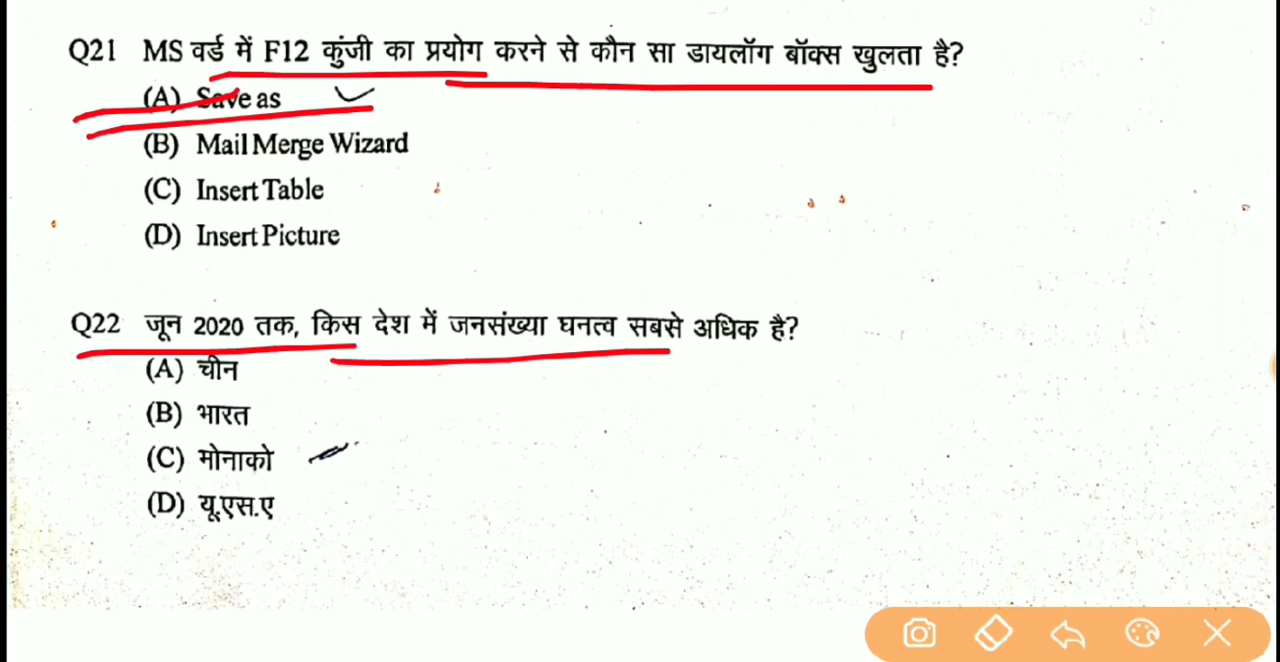 Q21 MS वर्ड में F12 कुंजी का प्रयोग करने से कौन सा डायलॉग बॉक्स खुलता है?
(A) Save as
(B) Mail Merge Wizard
(C) Insert Table
(D) Insert Picture
Q22 जून 2020 तक, किस देश में जनसंख्या घनत्व सबसे अधिक है?
(A) चीन
(B) भारत
(C) मोनाको
(D) यू.एस.ए